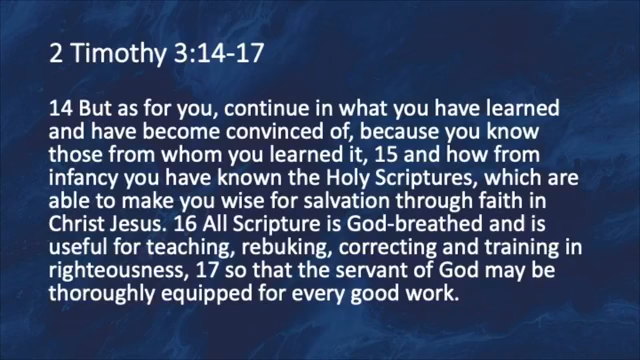 2 Timothy 3:14-17
14 But as for you, continue in what you have learned
and have become convinced of, because you know
those from whom you learned it, 15 and how from
infancy you have known the Holy Scriptures, which are
able to make you wise for salvation through faith in
Christ Jesus. 16 All Scripture is God-breathed and is
useful for teaching, rebuking, correcting and training in
righteousness, 17 so that the servant of God may be
thoroughly equipped for every good work.